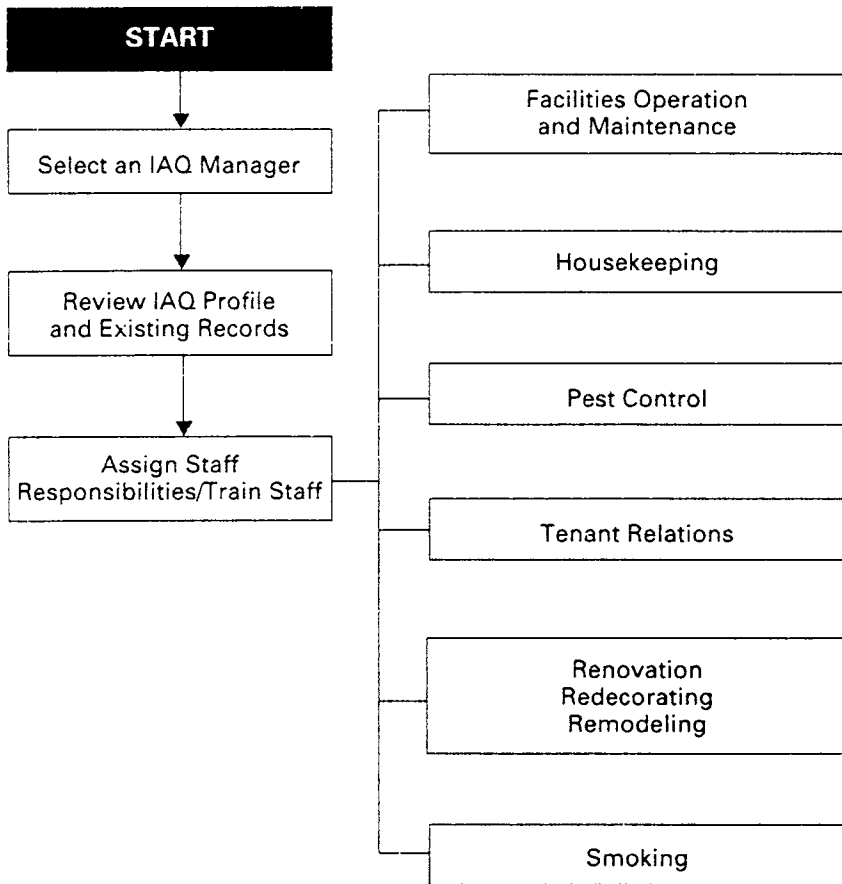 START
Select an IAQ Manager
Review IAQ Profile
and Existing Records
Assign Staff
Responsibilities/Train Staff
Facilities Operation
and Maintenance
Housekeeping
Pest Control
Tenant Relations
Renovation
Redecorating
Remodeling
Smoking